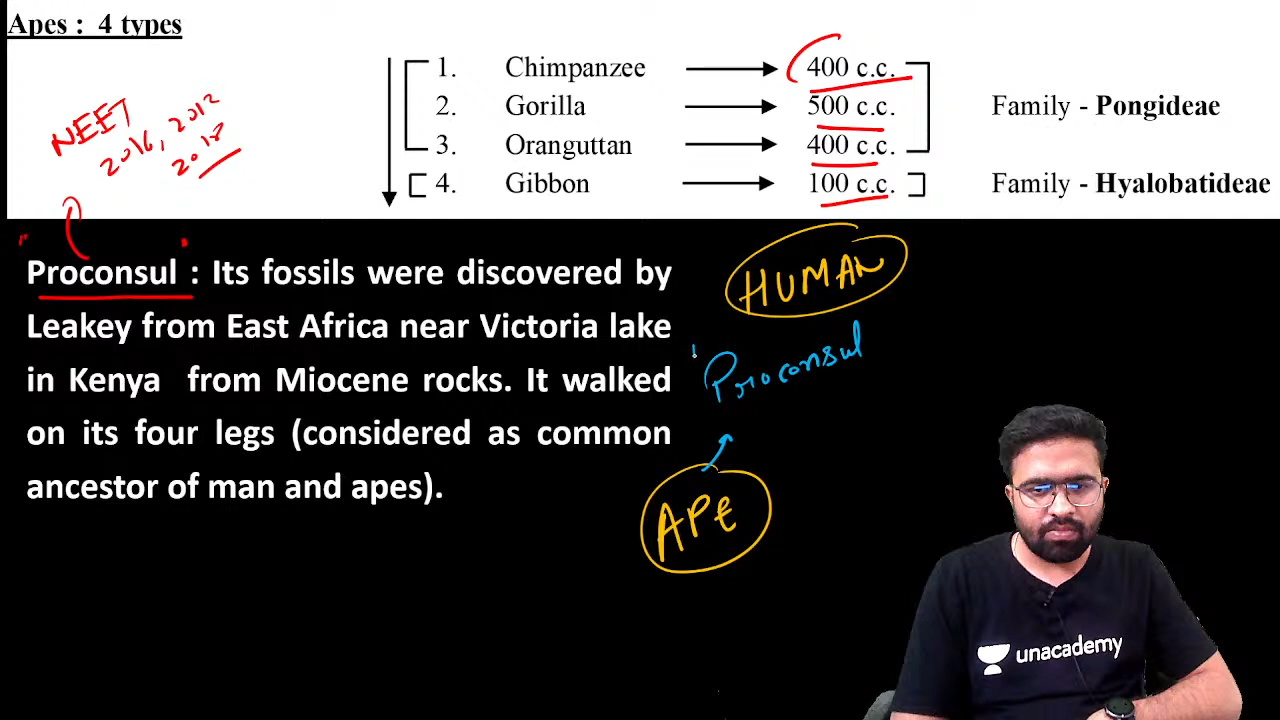 Apes : 4 types
1. Chimpanzee 400 c.c.
2. Gorilla 500 c.c. Family - Pongideae
3. Oranguttan 400 c.c.
4. Gibbon 100 c.c. Family - Hyalobatideae
NEET
2016, 2012
2018
Proconsul : Its fossils were discovered by
Leakey from East Africa near Victoria lake
in Kenya from Miocene rocks. It walked
on its four legs (considered as common
ancestor of man and apes).
HUMAN
Proconsul
APE
unacademy